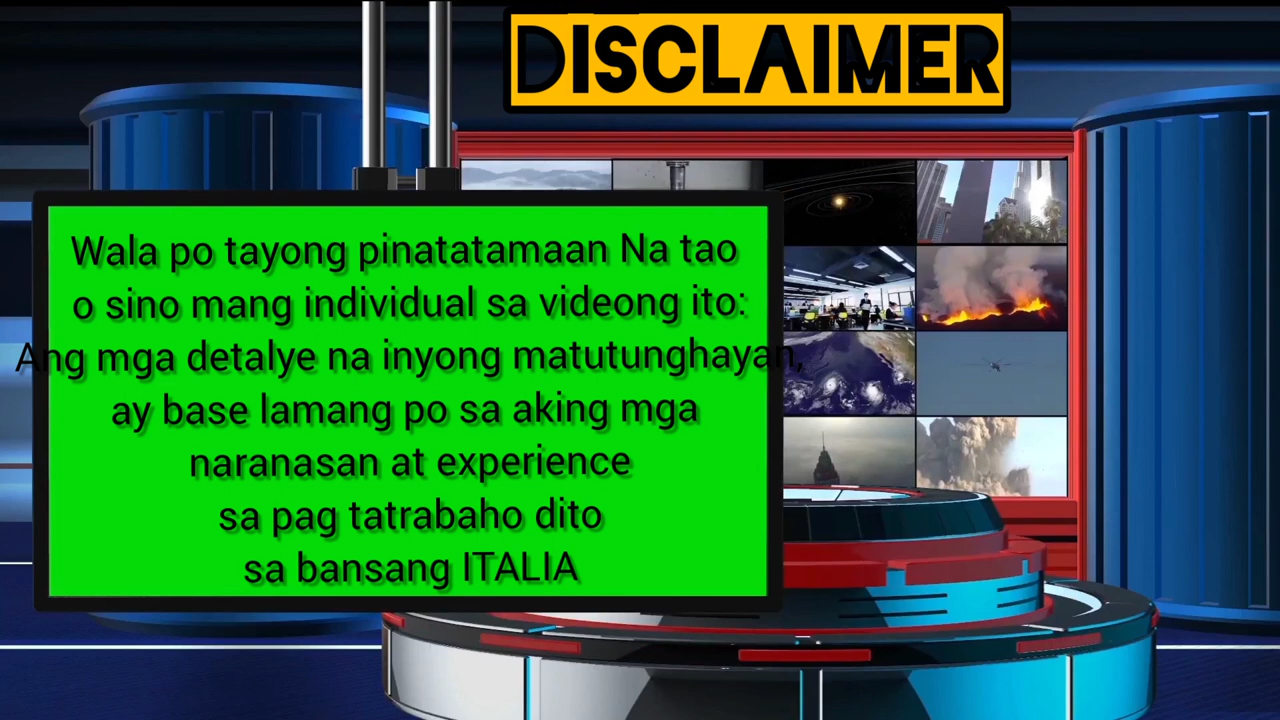 DISCLAIMER
Wala po tayong pinatatamaan Na tao
o sino mang individual sa videong ito:
Ang mga detalye na inyong matutunghayan,
ay base lamang po sa aking mga
naranasan at experience
sa pag tatrabaho dito
sa bansang ITALIA